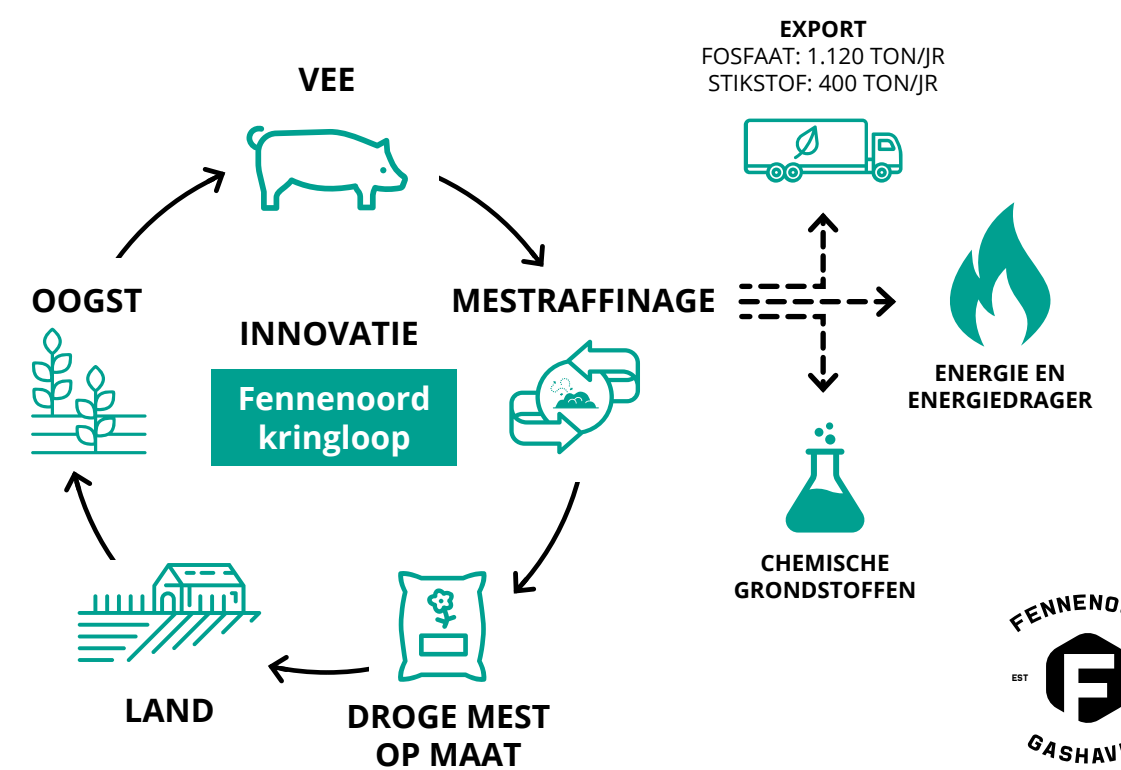 EXPORT
FOSFAAT: 1.120 TON/JR
STIKSTOF: 400 TON/JR
VEE
OOGST
MESTRAFFINAGE
INNOVATIE
Fennenoord
kringloop
ENERGIE EN
ENERGIEDRAGER
CHEMISCHE
GRONDSTOFFEN
LAND
DROGE MEST
OP MAAT
EST
F